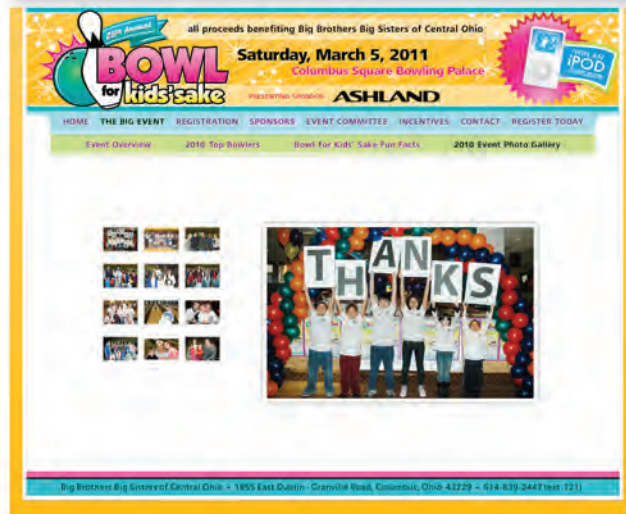 25th Annual
BOWL
for kids' sake
all proceeds benefiting Big Brothers Big Sisters of Central Ohio
Saturday, March 5, 2011
Columbus Square Bowling Palace
PRESENTING SPONSOR ASHLAND
WIN AN
iPOD
HOME THE BIG EVENT REGISTRATION SPONSORS EVENT COMMITTEE INCENTIVES CONTACT REGISTER TODAY
Event Overview 2010 Top Bowlers Bowl for Kids' Sake Fun Facts 2010 Event Photo Gallery
THANKS
Big Brothers Big Sisters of Central Ohio • 1855 East Dublin - Granville Road, Columbus, Ohio 43229 • 614-839-2447 (ext 121)